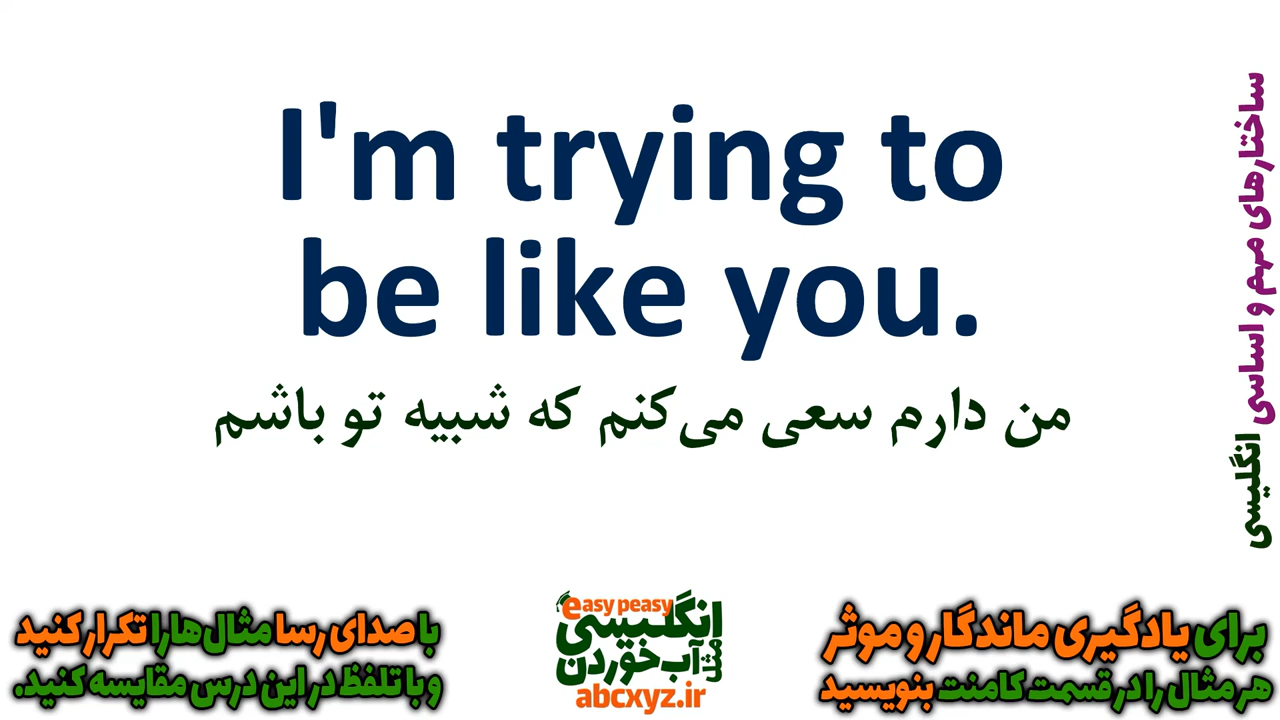 I'm trying to
be like you.
من دارم سعی می‌کنم که شبیه تو باشم
ساختارهای مهم و اساسی انگلیسی
برای یادگیری ماندگار و موثر
هر مثال را در قسمت کامنت بنویسید
easy peasy
انگلیسی
مثل آب خوردن
abcxyz.ir
با صدای رسا مثال‌ها را تکرار کنید
و با تلفظ در این درس مقایسه کنید.